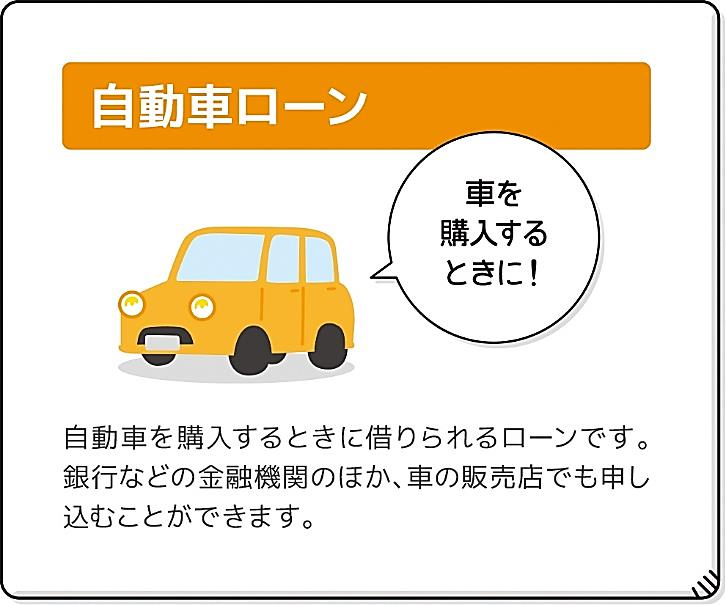 自動車ローン
車を
購入する
ときに！
自動車を購入するときに借りられるローンです。
銀行などの金融機関のほか、車の販売店でも申し
込むことができます。